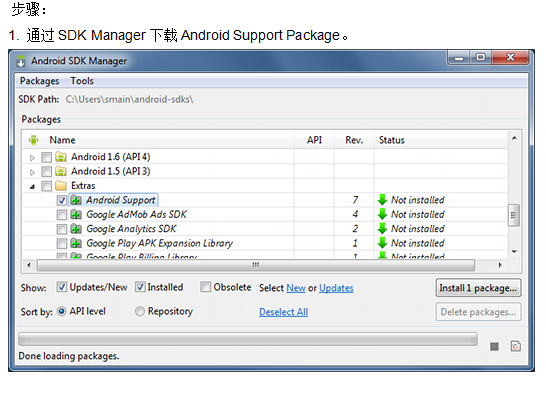 步骤：
1. 通过 SDK Manager 下载 Android Support Package。
Android SDK Manager
Packages Tools
SDK Path: C:\Users\smain\android-sdks\
Packages
Name API Rev. Status
Android 1.6 (API 4)
Android 1.5 (API 3)
Extras
Android Support 7 Not installed
Google AdMob Ads SDK 4 Not installed
Google Analytics SDK 2 Not installed
Google Play APK Expansion Library 1 Not installed
Google Play Billing Library 1 Not installed
Show: Updates/New Installed Obsolete Select New or Updates Install 1 package...
Sort by: API level Repository Deselect All Delete packages...
Done loading packages.